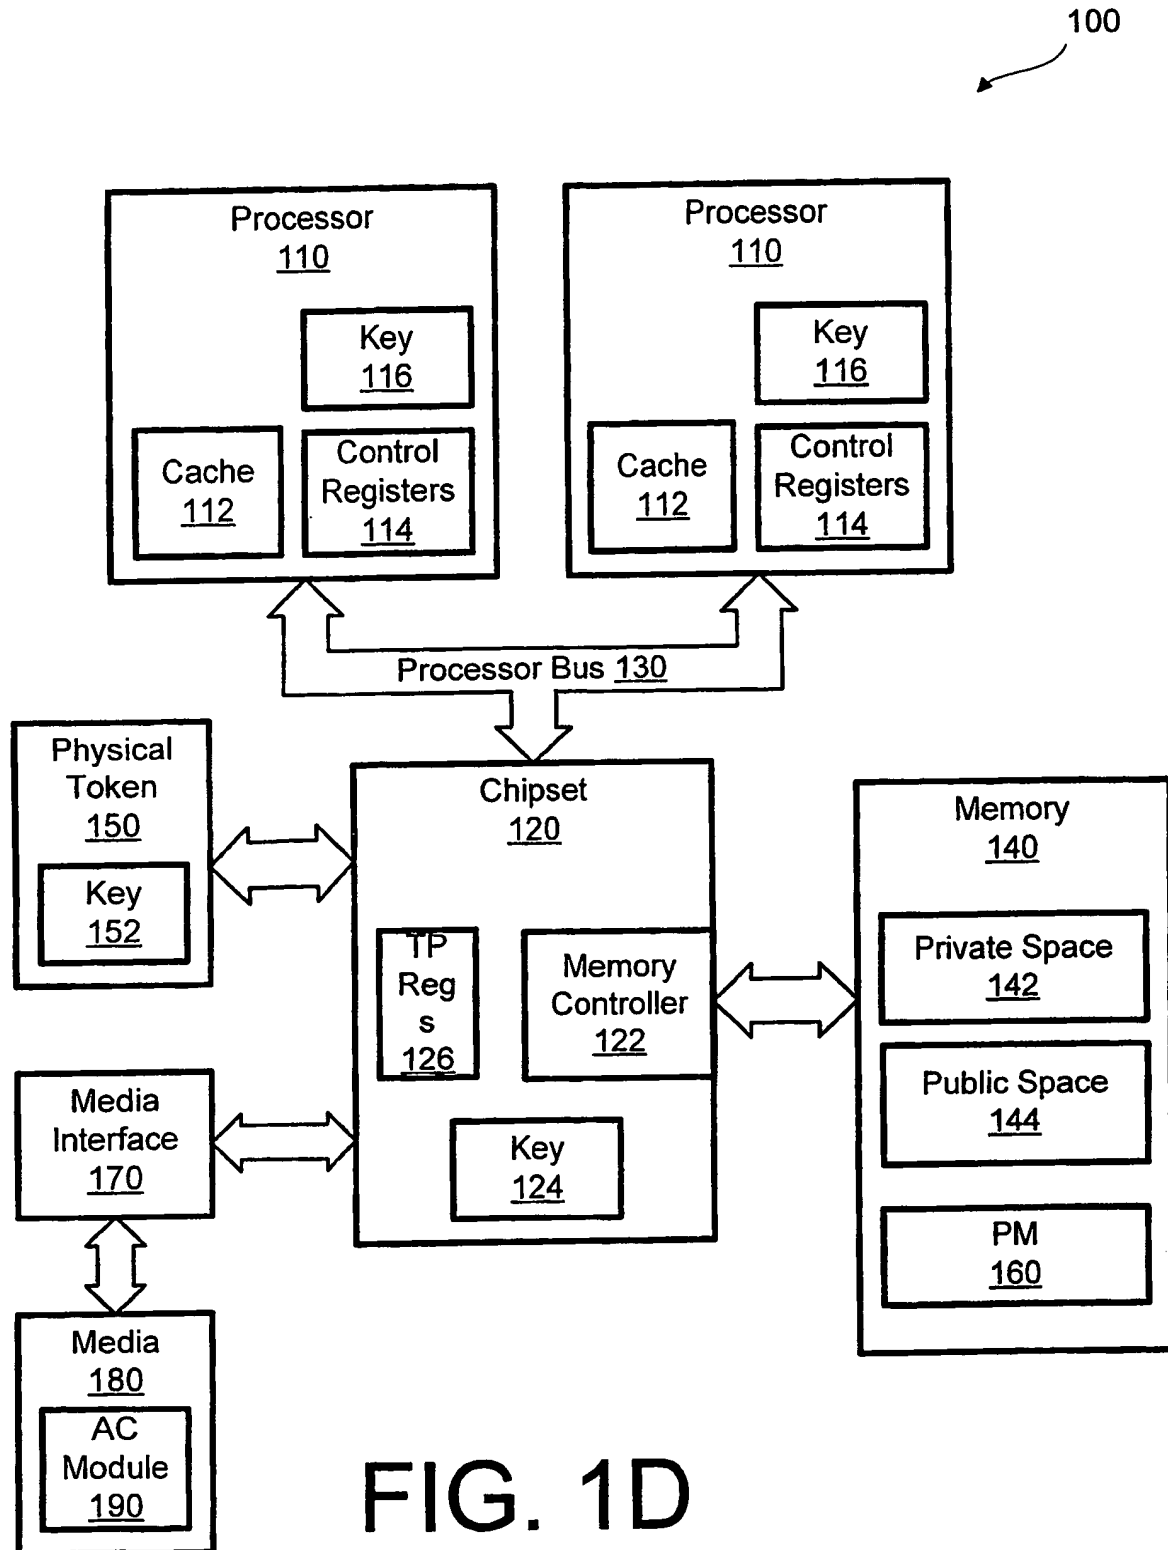 100
Processor
110
Key
116
Cache
112
Control
Registers
114
Processor
110
Key
116
Cache
112
Control
Registers
114
Processor Bus 130
Physical
Token
150
Key
152
Chipset
120
TP
Reg
s
126
Memory
Controller
122
Key
124
Memory
140
Private Space
142
Public Space
144
PM
160
Media
Interface
170
Media
180
AC
Module
190
FIG. 1D